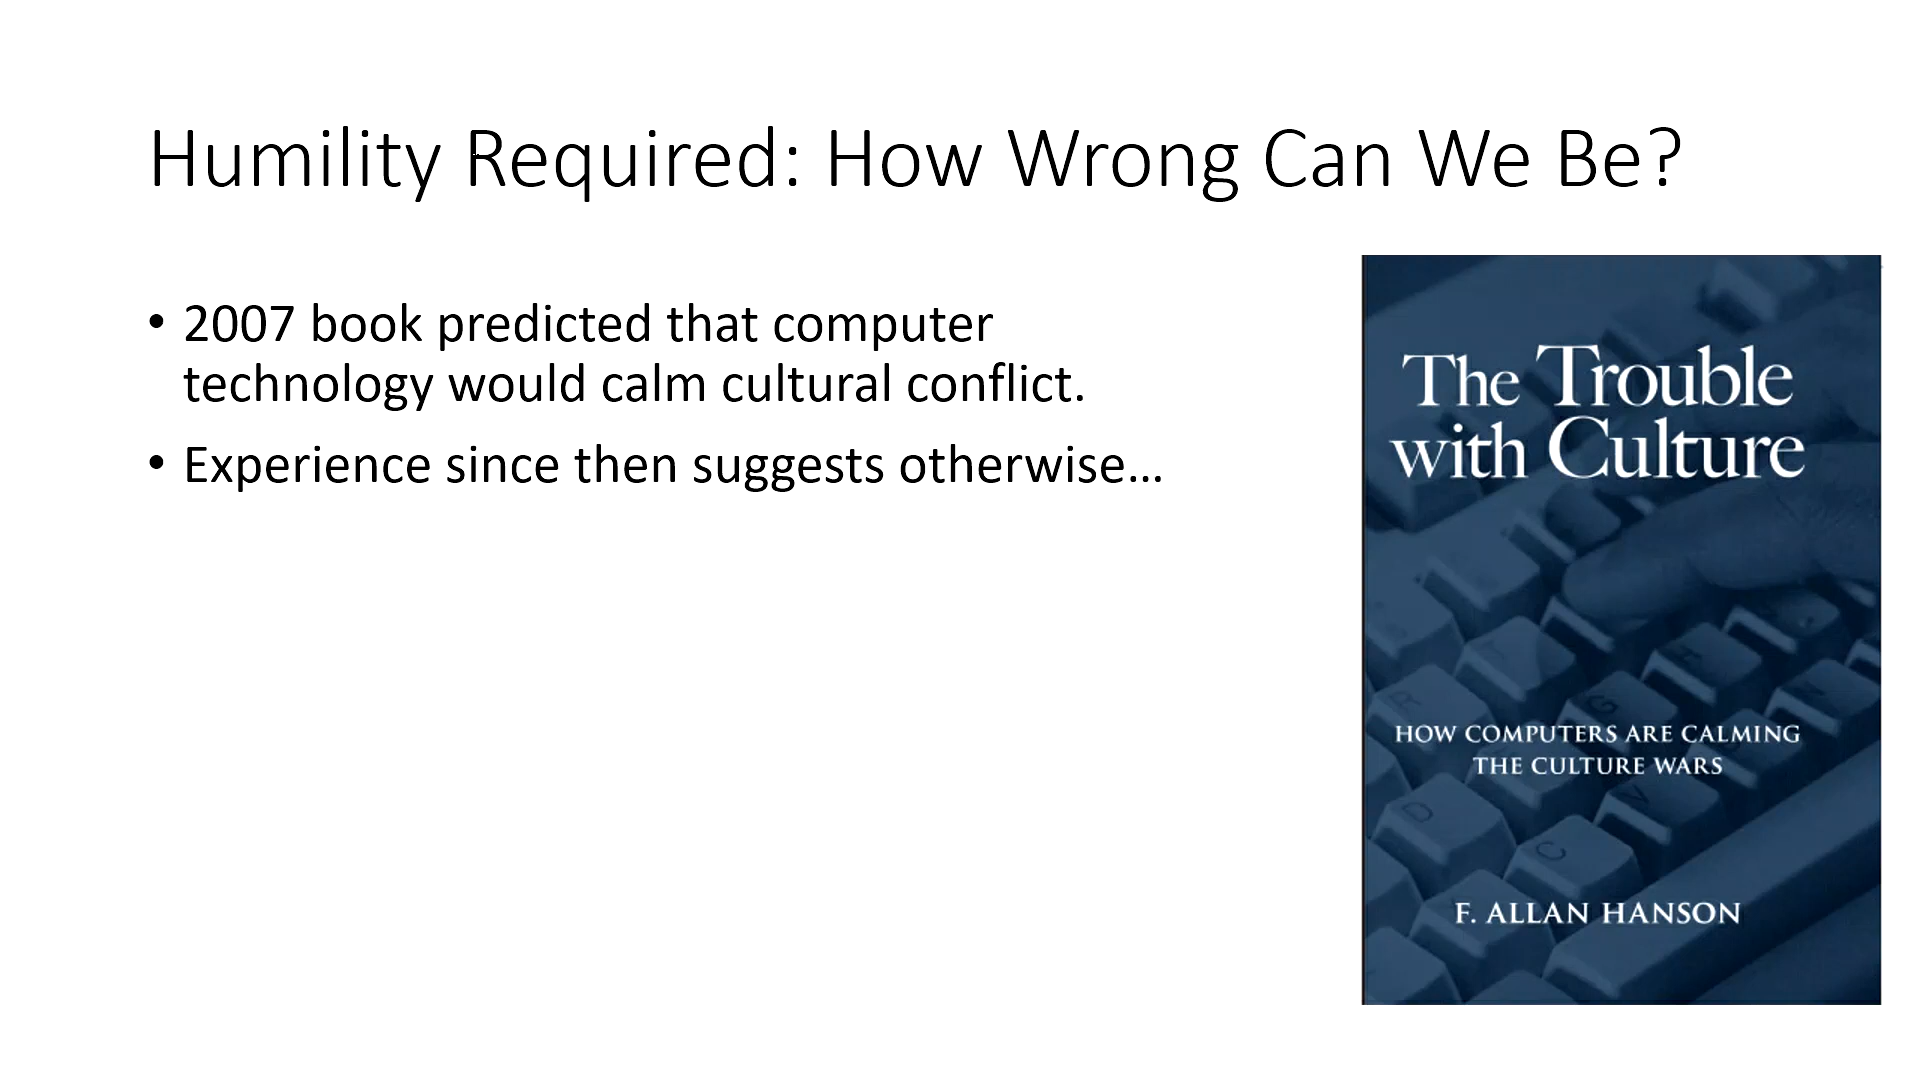 Humility Required: How Wrong Can We Be?
• 2007 book predicted that computer
technology would calm cultural conflict.
• Experience since then suggests otherwise…
The Trouble
with Culture
HOW COMPUTERS ARE CALMING
THE CULTURE WARS
F. ALLAN HANSON